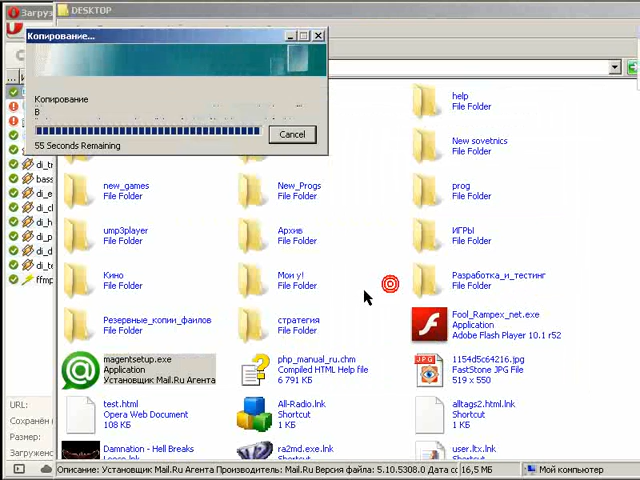 Загруз
DESKTOP
Копирование...
Копирование
В
Cancel
55 Seconds Remaining
help
File Folder
New sovetnics
File Folder
new_games
File Folder
New_Progs
File Folder
prog
File Folder
ump3player
File Folder
Архив
File Folder
ИГРЫ
File Folder
Кино
File Folder
Мои у!
File Folder
Разработка_и_тестинг
File Folder
Резервные_копии_фаилов
File Folder
стратегия
File Folder
Fool_Rampex_net.exe
Application
Adobe Flash Player 10.1 r52
magentsetup.exe
Application
Установщик Mail.Ru Агента
php_manual_ru.chm
Compiled HTML Help file
6 791 КБ
JPG
1154d5c64216.jpg
FastStone JPG File
519 x 550
test.html
Opera Web Document
108 КБ
All-Radio.lnk
Shortcut
1 КБ
alltags2.html.lnk
Shortcut
1 КБ
Damnation - Hell Breaks
ra2md.exe.lnk
Shortcut
user.ltx.lnk
Shortcut
di_tr
bass
di_e
di_cl
di_h
di_p
di_d
di_te
ffmp
URL:
Сохранён
Размер:
Загружено
Описание: Установщик Mail.Ru Агента Производитель: Mail.Ru Версия файла: 5.10.5308.0 Дата со
16,5 МБ
Мой компьютер